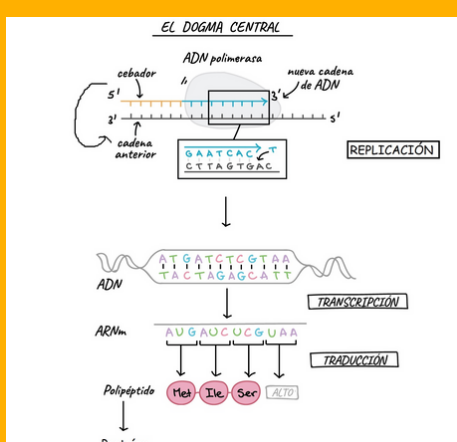 EL DOGMA CENTRAL
ADN polimerasa
cebador
nueva cadena
de ADN
5'
3'
3'
5'
cadena
anterior
GAATCAC T
CTTAGTGAC
REPLICACIÓN
ATGATCTCGTAA
TACTAGAGCATT
ADN
TRANSCRIPCIÓN
ARNm
AUGAUCUCGUAA
TRADUCCIÓN
Polipéptido
Met Ile Ser ALTO